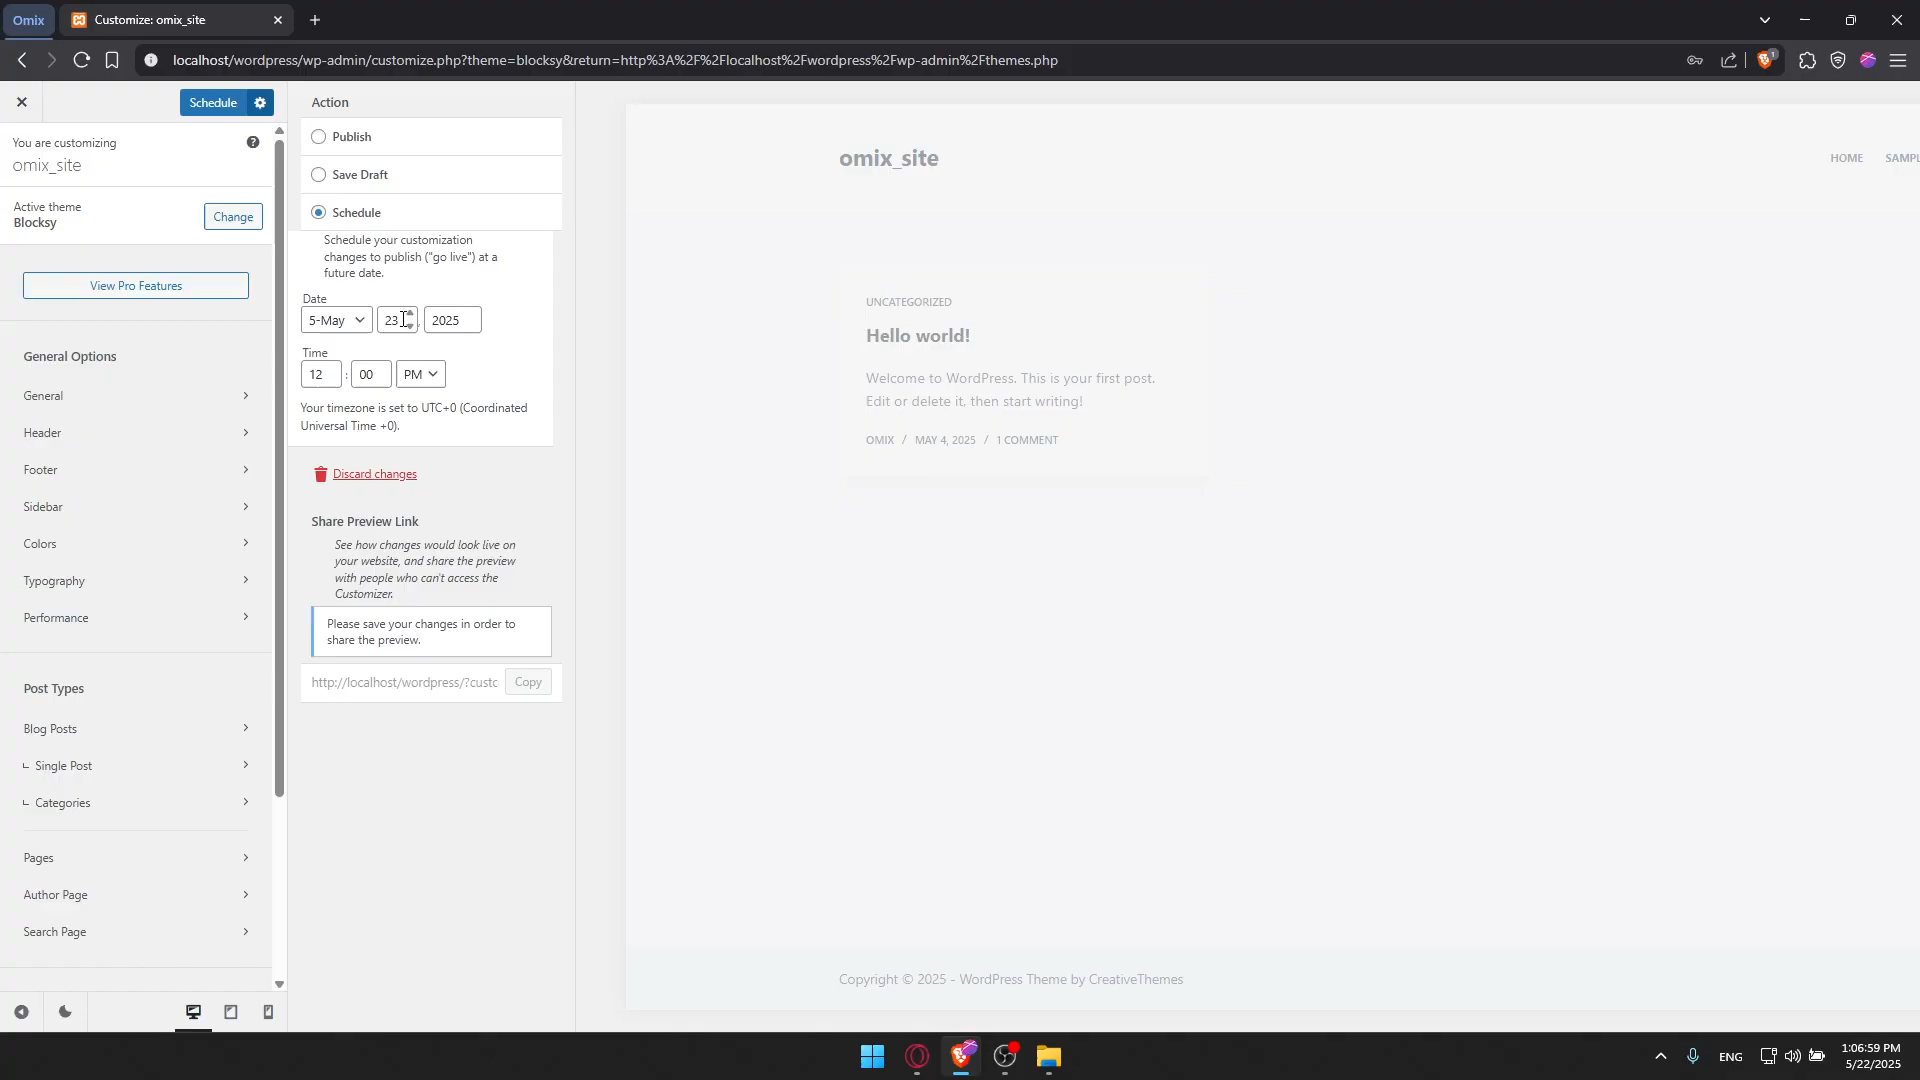 Omix
Customize: omix_site
localhost/wordpress/wp-admin/customize.php?theme=blocksy&return=http%3A%2F%2Flocalhost%2Fwordpress%2Fwp-admin%2Fthemes.php
1
Schedule
You are customizing
omix_site
Active theme
Blocksy
Change
View Pro Features
General Options
General
Header
Footer
Sidebar
Colors
Typography
Performance
Post Types
Blog Posts
Single Post
Categories
Pages
Author Page
Search Page
Action
Publish
Save Draft
Schedule
Schedule your customization
changes to publish ("go live") at a
future date.
Date
5-May 23, 2025
Time
12 : 00 PM
Your timezone is set to UTC+0 (Coordinated
Universal Time +0).
Discard changes
Share Preview Link
See how changes would look live on
your website, and share the preview
with people who can't access the
Customizer.
Please save your changes in order to
share the preview.
http://localhost/wordpress/?custc
Copy
omix_site
HOME SAMPL
UNCATEGORIZED
Hello world!
Welcome to WordPress. This is your first post.
Edit or delete it, then start writing!
OMIX / MAY 4, 2025 / 1 COMMENT
Copyright © 2025 - WordPress Theme by CreativeThemes
ENG
1:06:59 PM
5/22/2025